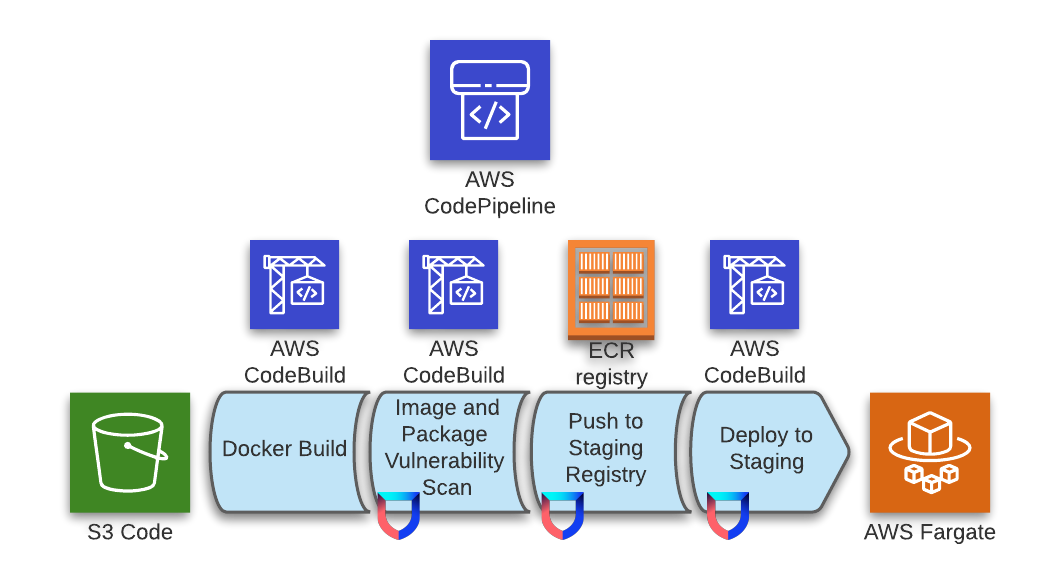 AWS
CodePipeline
AWS
CodeBuild
AWS
CodeBuild
ECR
registry
AWS
CodeBuild
Docker Build
Image and
Package
Vulnerability
Scan
Push to
Staging
Registry
Deploy to
Staging
S3 Code
AWS Fargate